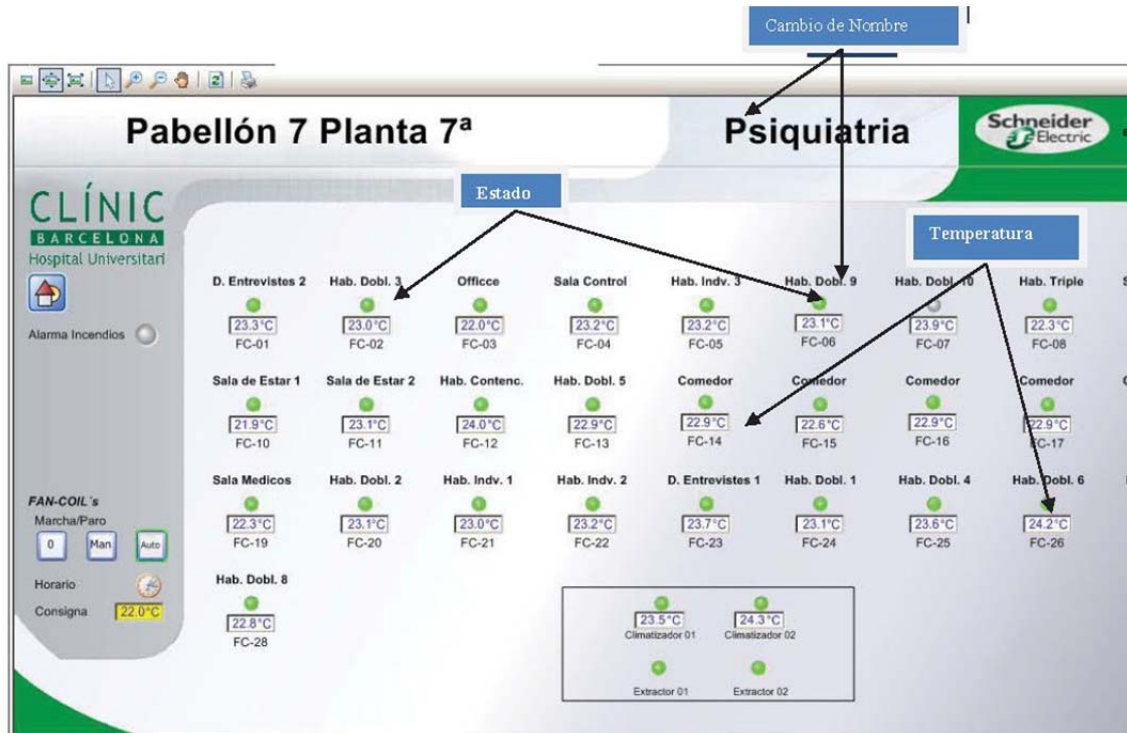 Cambio de Nombre
Pabellón 7 Planta 7ª
Psiquiatria
Schneider
Electric
CLÍNIC
BARCELONA
Hospital Universitari
Estado
Temperatura
Alarma Incendios
D. Entrevistes 2 Hab. Dobl. 3 Officce Sala Control Hab. Indv. 3 Hab. Dobl. 9 Hab. Dobl. 10 Hab. Triple
23.3°C 23.0°C 22.0°C 23.2°C 23.2°C 23.1°C 23.9°C 22.3°C
FC-01 FC-02 FC-03 FC-04 FC-05 FC-06 FC-07 FC-08
Sala de Estar 1 Sala de Estar 2 Hab. Contenc. Hab. Dobl. 5 Comedor Comedor Comedor Comedor
21.9°C 23.1°C 24.0°C 22.9°C 22.9°C 22.6°C 22.9°C 22.9°C
FC-10 FC-11 FC-12 FC-13 FC-14 FC-15 FC-16 FC-17
Sala Medicos Hab. Dobl. 2 Hab. Indv. 1 Hab. Indv. 2 D. Entrevistes 1 Hab. Dobl. 1 Hab. Dobl. 4 Hab. Dobl. 6
22.3°C 23.1°C 23.0°C 23.2°C 23.7°C 23.1°C 23.6°C 24.2°C
FC-19 FC-20 FC-21 FC-22 FC-23 FC-24 FC-25 FC-26
Hab. Dobl. 8
22.8°C
FC-28
FAN-COIL´s
Marcha/Paro
0 Man Auto
Horario
Consigna 22.0°C
23.5°C 24.3°C
Climatizador 01 Climatizador 02
Extractor 01 Extractor 02